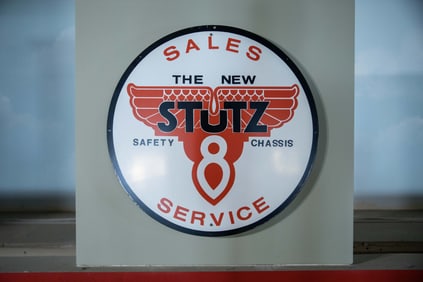 SALES
THE NEW
STUTZ
SAFETY CHASSIS
8
SERVICE